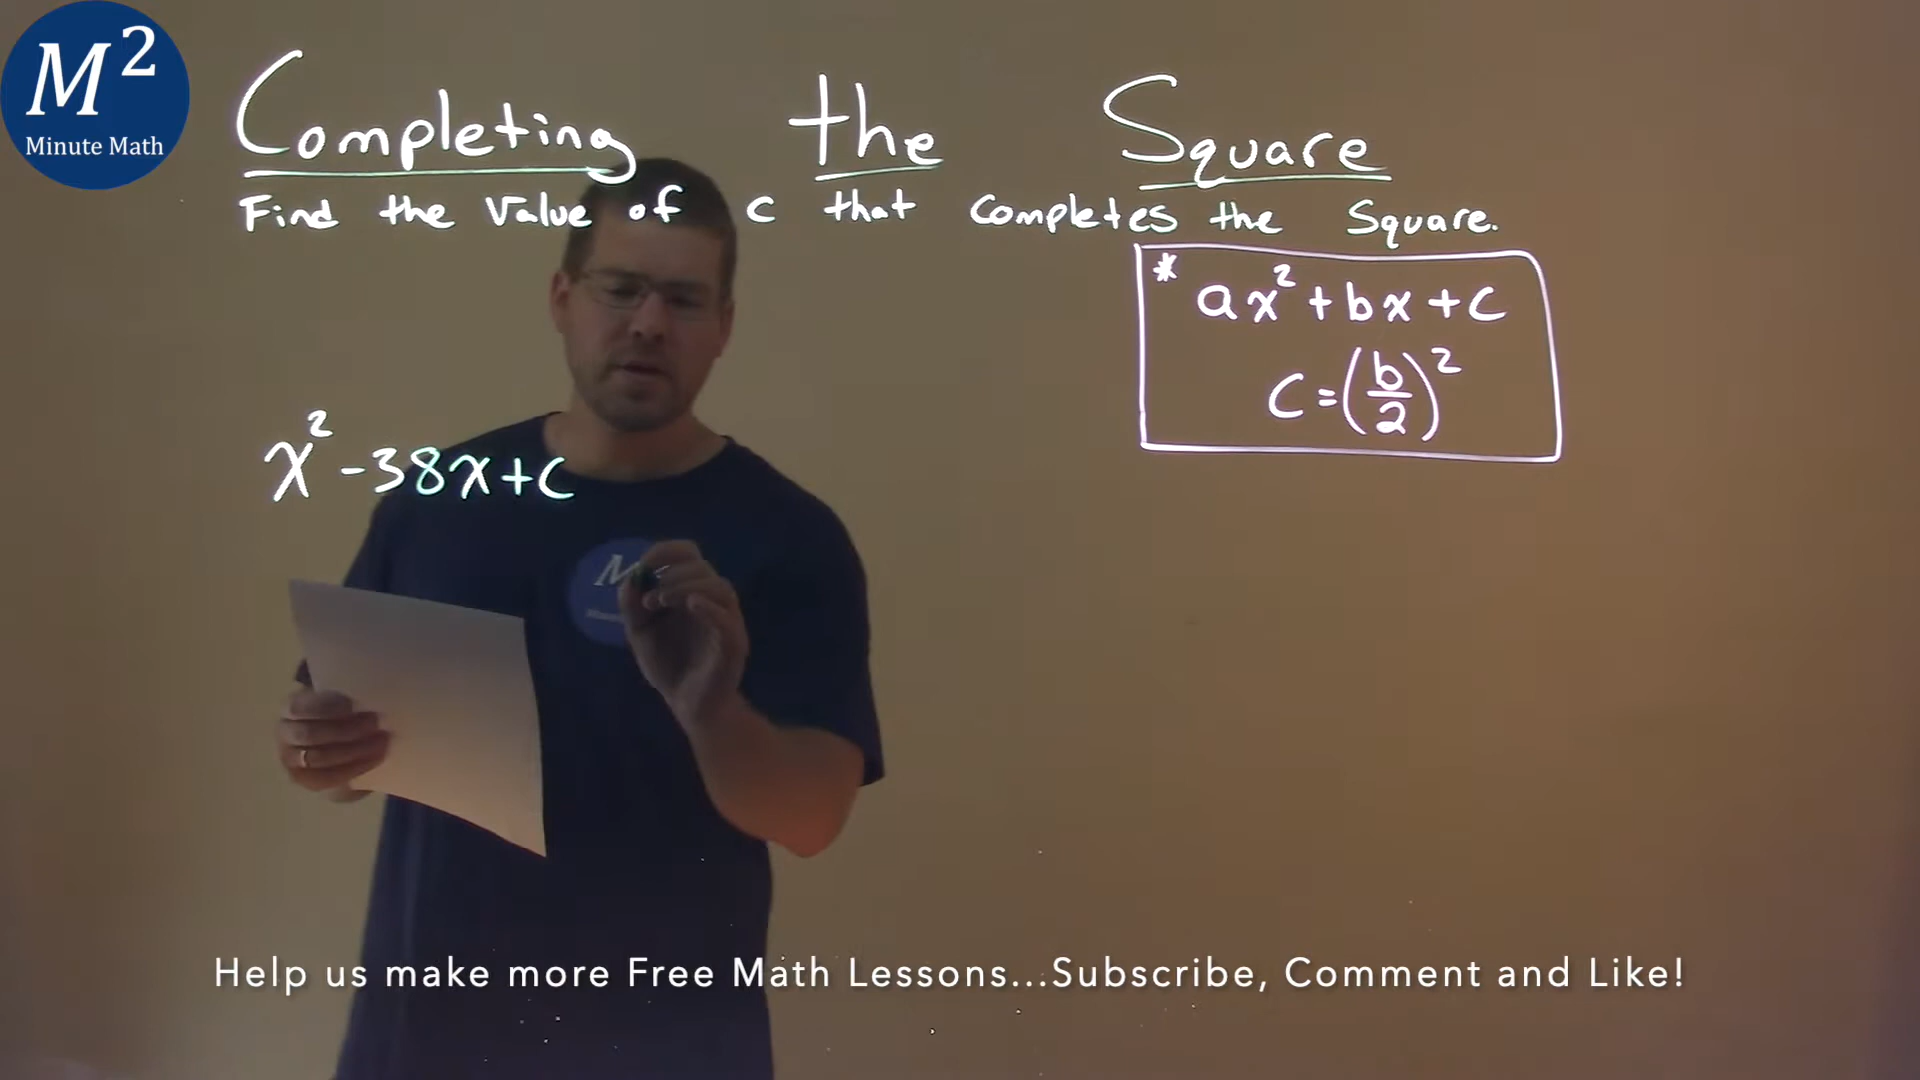 M²
Minute Math
Completing the Square
Find the Value of c that Completes the Square.
* ax² + bx + c
c = (b/2)²
x² - 38x + c
M
Help us make more Free Math Lessons...Subscribe, Comment and Like!